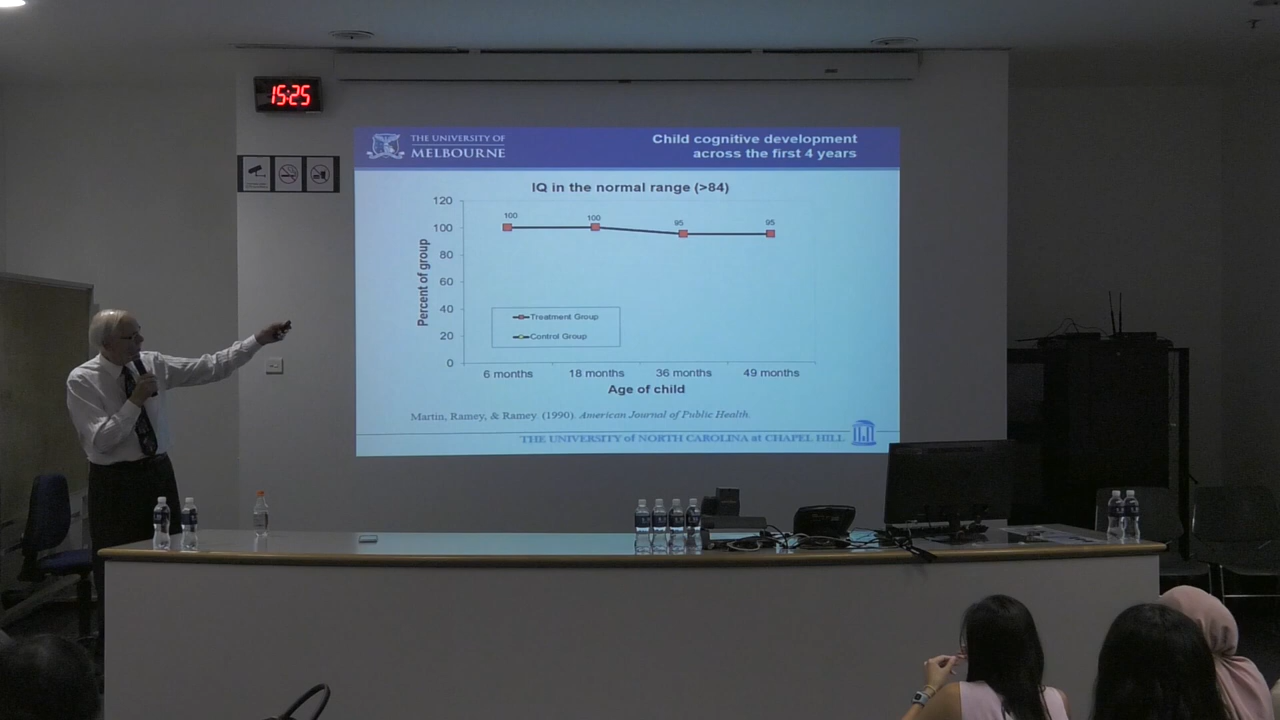 15:25
THE UNIVERSITY OF
MELBOURNE
Child cognitive development
across the first 4 years
IQ in the normal range (>84)
120
100
80
60
40
20
0
Percent of group
100
100
95
95
Treatment Group
Control Group
6 months
18 months
36 months
49 months
Age of child
Martin, Ramey, & Ramey. (1990). American Journal of Public Health.
THE UNIVERSITY of NORTH CAROLINA at CHAPEL HILL